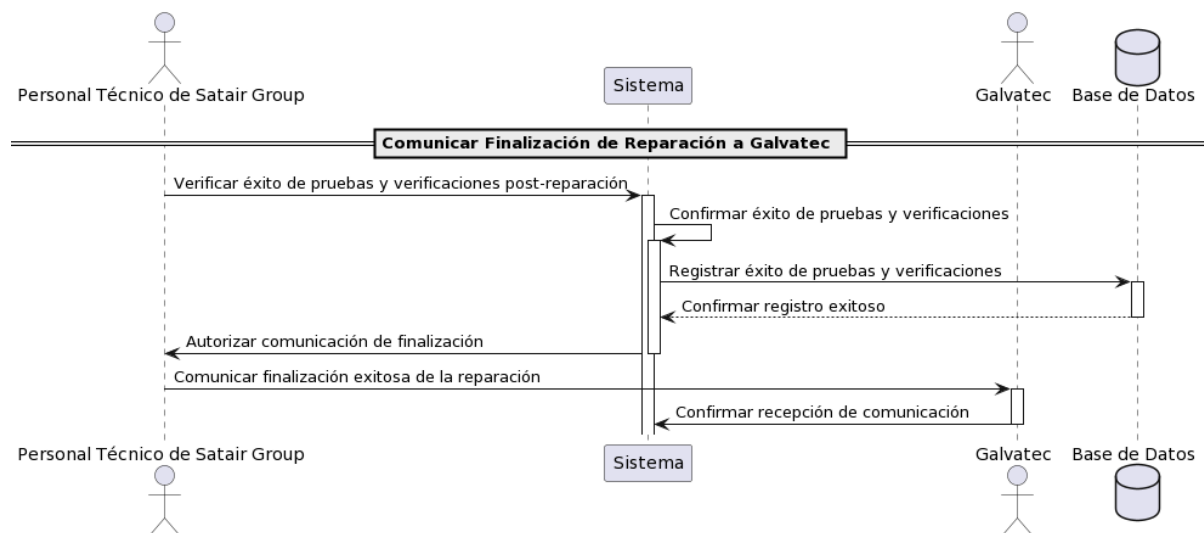 Personal Técnico de Satair Group
Sistema
Galvatec
Base de Datos
Comunicar Finalización de Reparación a Galvatec
Verificar éxito de pruebas y verificaciones post-reparación
Confirmar éxito de pruebas y verificaciones
Registrar éxito de pruebas y verificaciones
Confirmar registro exitoso
Autorizar comunicación de finalización
Comunicar finalización exitosa de la reparación
Confirmar recepción de comunicación
Personal Técnico de Satair Group
Sistema
Galvatec
Base de Datos